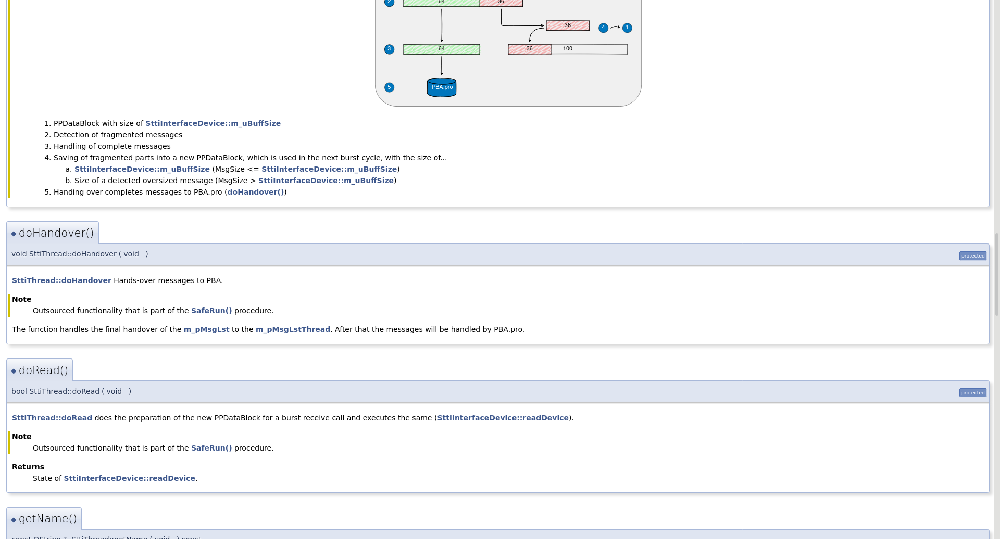 2 64 36
36 4 1
3 64 36 100
5 PBA.pro
1. PPDataBlock with size of SttiInterfaceDevice::m_uBuffSize
2. Detection of fragmented messages
3. Handling of complete messages
4. Saving of fragmented parts into a new PPDataBlock, which is used in the next burst cycle, with the size of...
a. SttiInterfaceDevice::m_uBuffSize (MsgSize <= SttiInterfaceDevice::m_uBuffSize)
b. Size of a detected oversized message (MsgSize > SttiInterfaceDevice::m_uBuffSize)
5. Handing over completes messages to PBA.pro (doHandover())
◆ doHandover()
void SttiThread::doHandover ( void )
protected
SttiThread::doHandover Hands-over messages to PBA.
Note
Outsourced functionality that is part of the SafeRun() procedure.
The function handles the final handover of the m_pMsgLst to the m_pMsgLstThread. After that the messages will be handled by PBA.pro.
◆ doRead()
bool SttiThread::doRead ( void )
protected
SttiThread::doRead does the preparation of the new PPDataBlock for a burst receive call and executes the same (SttiInterfaceDevice::readDevice).
Note
Outsourced functionality that is part of the SafeRun() procedure.
Returns
State of SttiInterfaceDevice::readDevice.
◆ getName()
const QString & SttiThread::getName ( void ) const